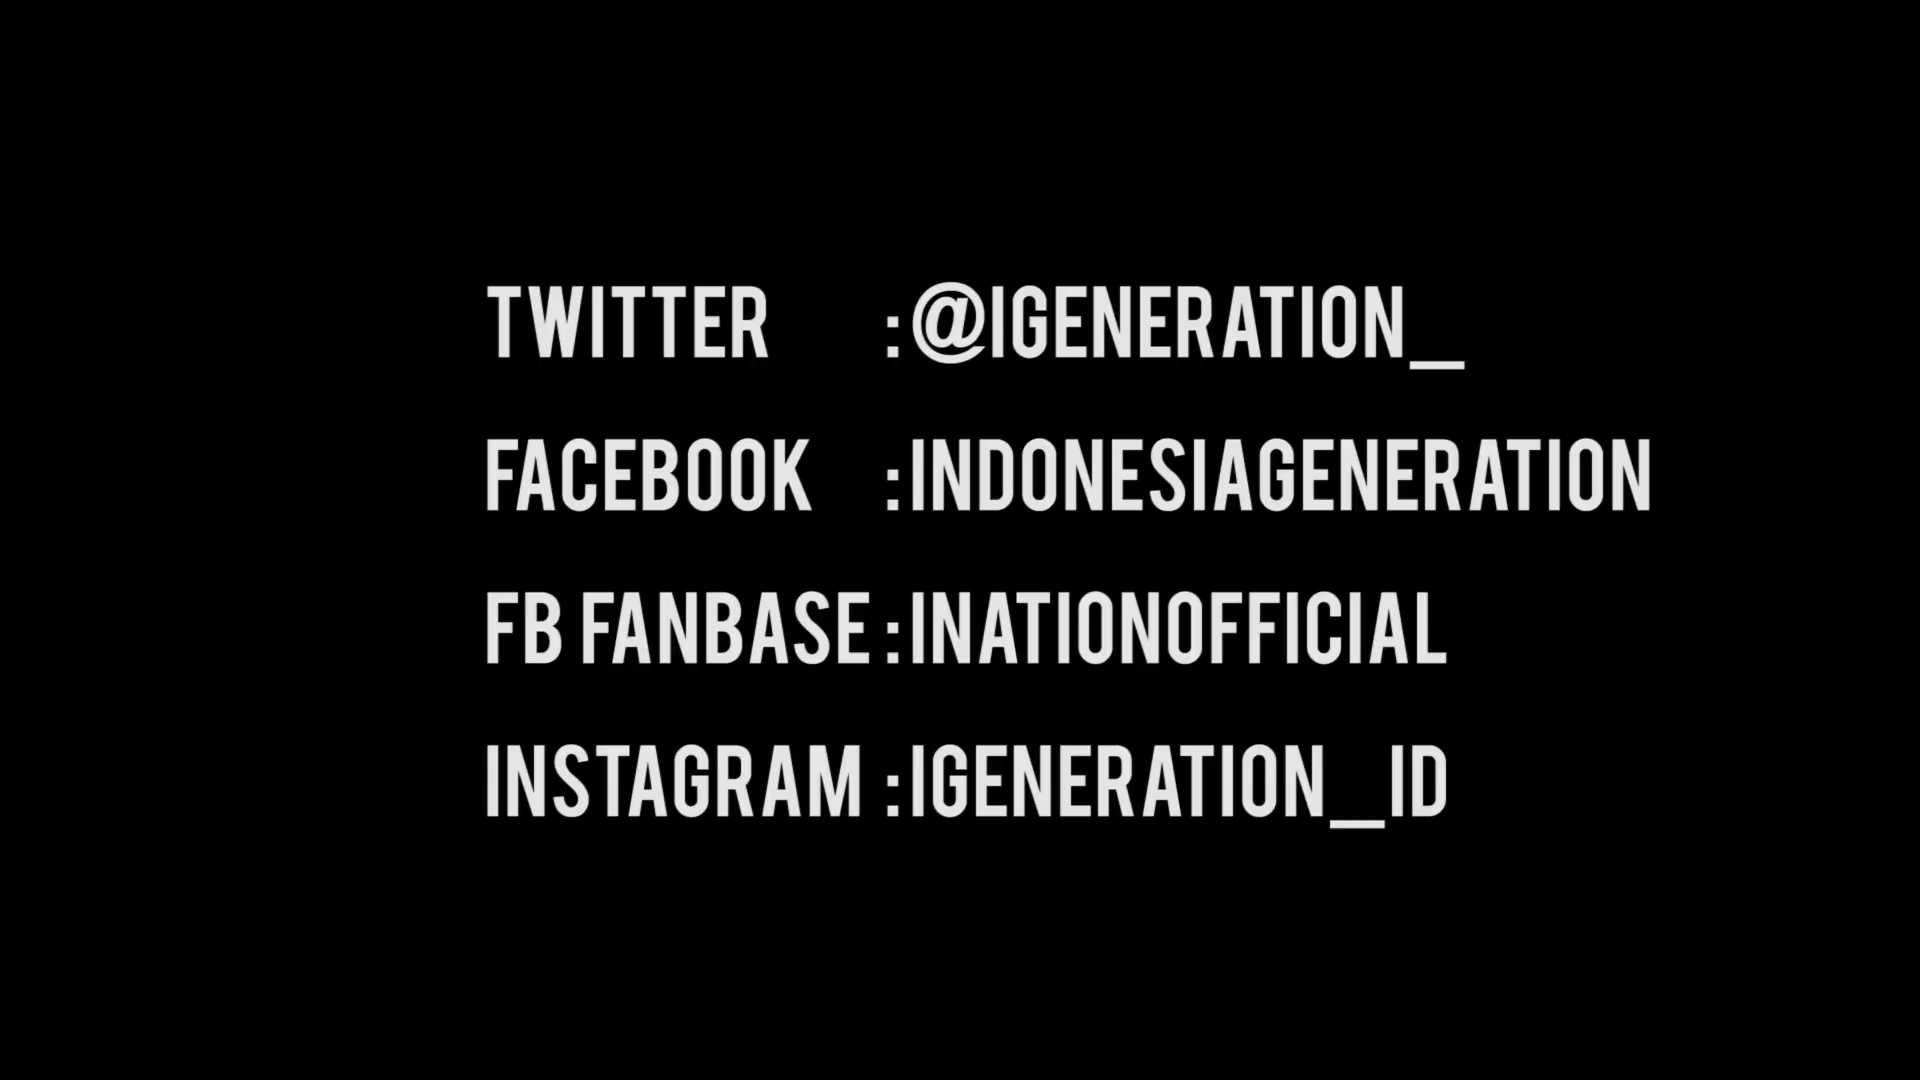 TWITTER :@IGENERATION_
FACEBOOK :INDONESIAGENERATION
FB FANBASE :INATIONOFFICIAL
INSTAGRAM :IGENERATION_ID